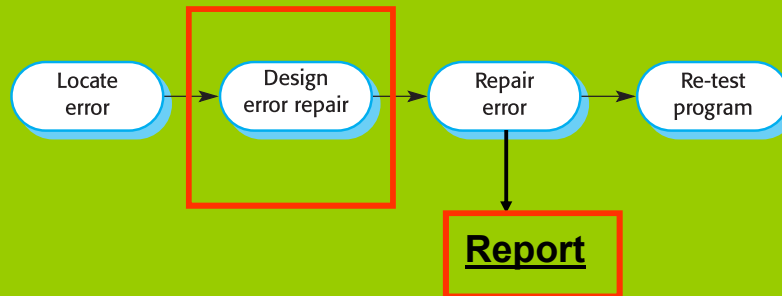 Locate
error
Design
error repair
Repair
error
Re-test
program
Report